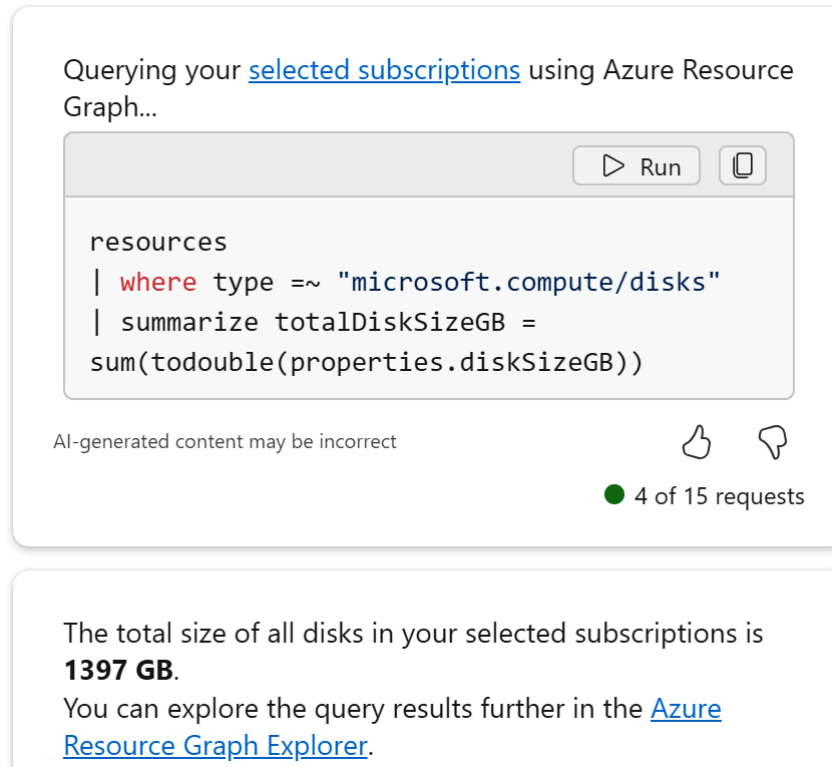 Querying your selected subscriptions using Azure Resource
Graph...
Run
resources
| where type =~ "microsoft.compute/disks"
| summarize totalDiskSizeGB =
sum(todouble(properties.diskSizeGB))
AI-generated content may be incorrect
4 of 15 requests
The total size of all disks in your selected subscriptions is
1397 GB.
You can explore the query results further in the Azure
Resource Graph Explorer.